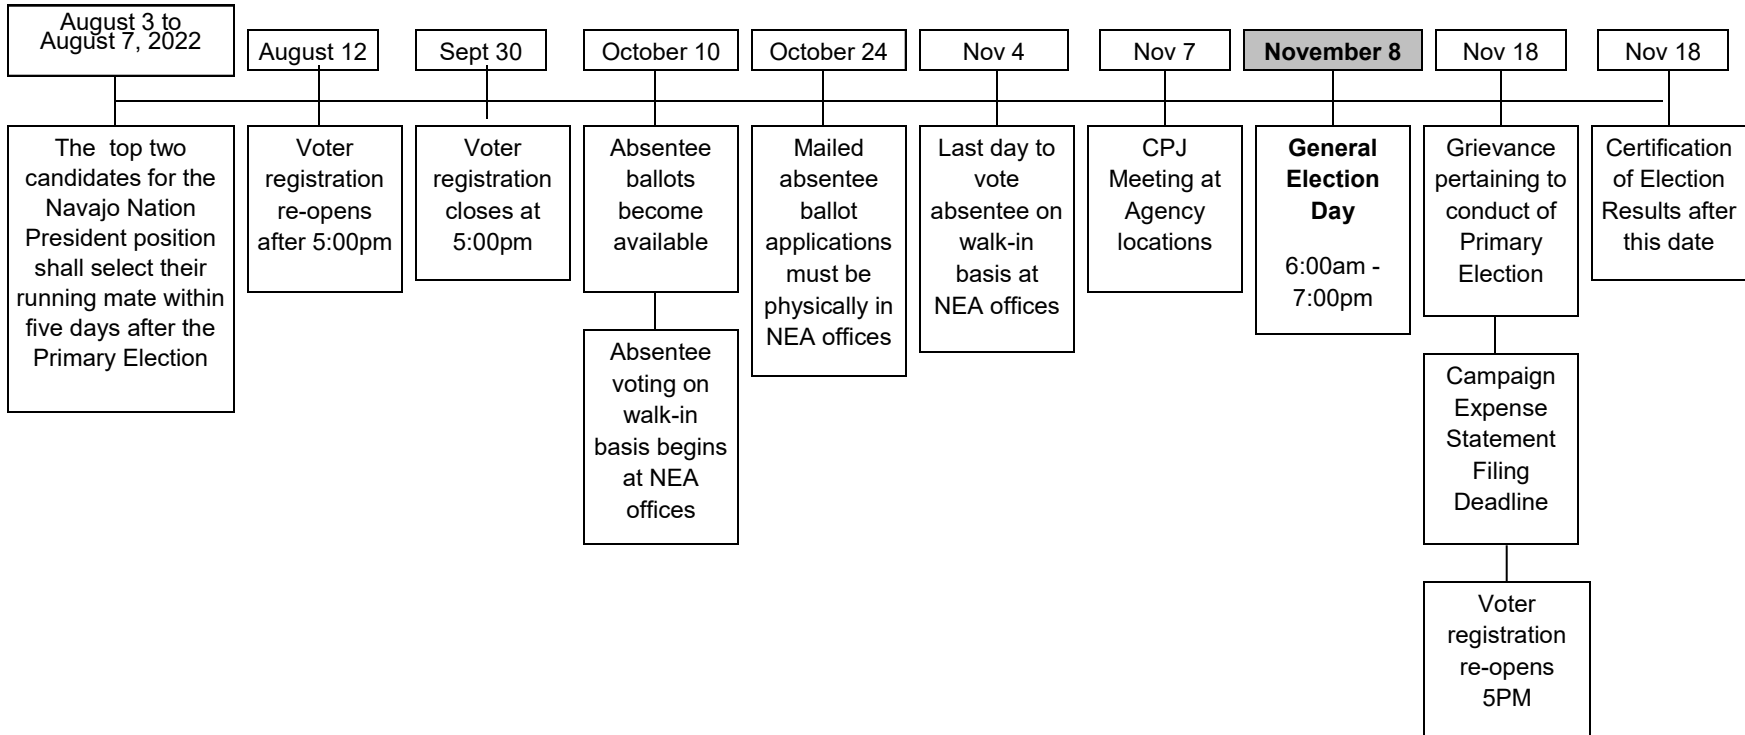 August 3 to
August 7, 2022
August 12
Sept 30
October 10
October 24
Nov 4
Nov 7
November 8
Nov 18
Nov 18
The top two
candidates for the
Navajo Nation
President position
shall select their
running mate within
five days after the
Primary Election
Voter
registration
re-opens
after 5:00pm
Voter
registration
closes at
5:00pm
Absentee
ballots
become
available
Absentee
voting on
walk-in
basis begins
at NEA
offices
Mailed
absentee
ballot
applications
must be
physically in
NEA offices
Last day to
vote
absentee on
walk-in
basis at
NEA offices
CPJ
Meeting at
Agency
locations
General
Election
Day
6:00am -
7:00pm
Grievance
pertaining to
conduct of
Primary
Election
Campaign
Expense
Statement
Filing
Deadline
Voter
registration
re-opens
5PM
Certification
of Election
Results after
this date